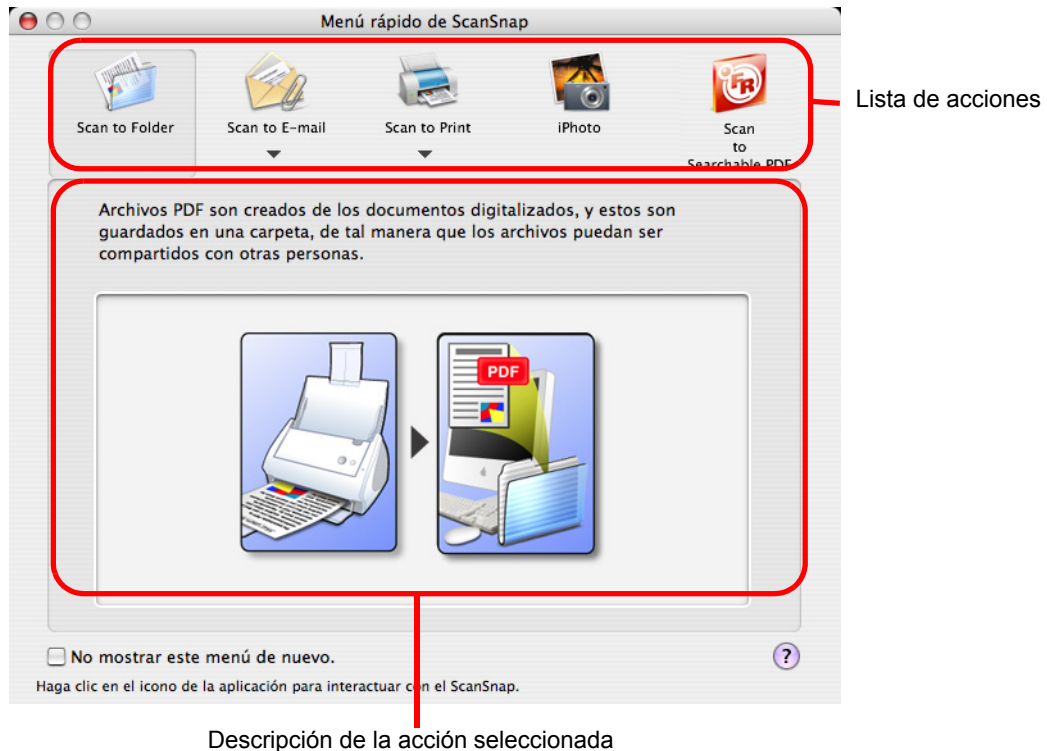 Menú rápido de ScanSnap
Scan to Folder
Scan to E-mail
Scan to Print
iPhoto
Scan
to
Searchable PDF
Lista de acciones
Archivos PDF son creados de los documentos digitalizados, y estos son
guardados en una carpeta, de tal manera que los archivos puedan ser
compartidos con otras personas.
PDF
No mostrar este menú de nuevo.
?
Haga clic en el icono de la aplicación para interactuar con el ScanSnap.
Descripción de la acción seleccionada